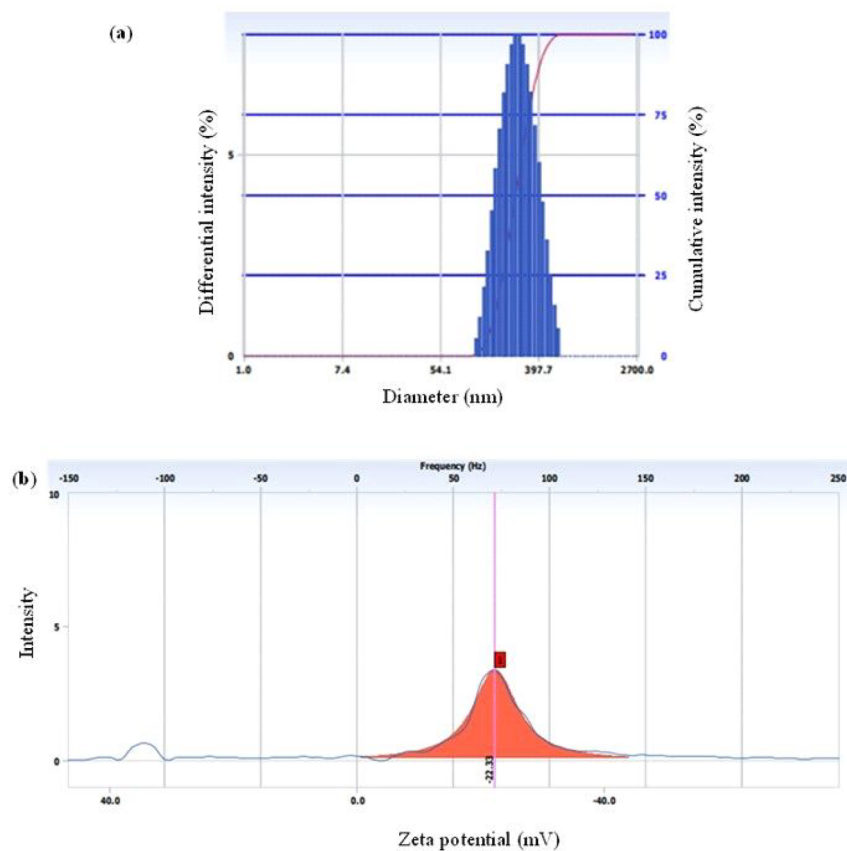 (a)
100
75
50
25
0
5
0
Differential intensity (%)
Cumulative intensity (%)
1.0 7.4 54.1 397.7 2700.0
Diameter (nm)
(b)
Frequency (Hz)
-150 -100 -50 0 50 100 150 200 250
10
5
0
Intensity
1
-22.33
40.0 0.0 -40.0
Zeta potential (mV)